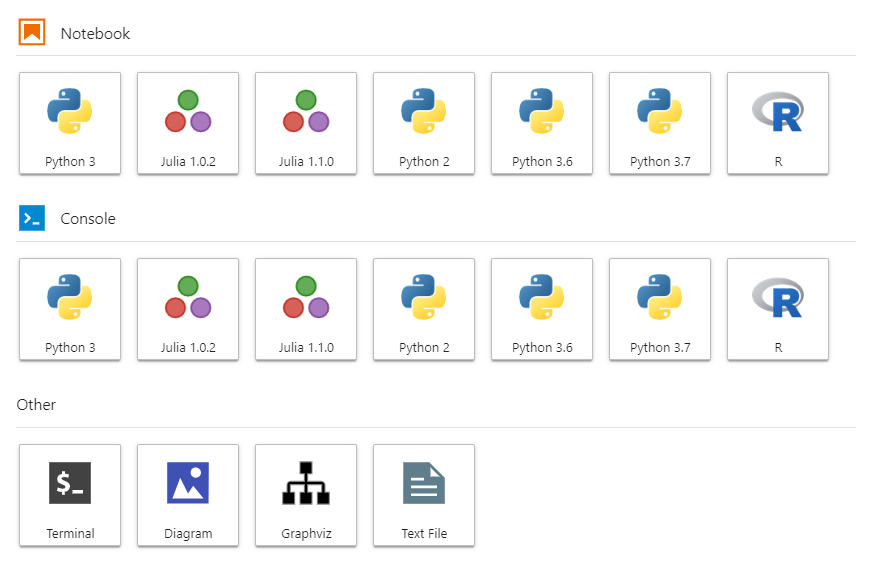 Notebook
Python 3 Julia 1.0.2 Julia 1.1.0 Python 2 Python 3.6 Python 3.7 R
Console
Python 3 Julia 1.0.2 Julia 1.1.0 Python 2 Python 3.6 Python 3.7 R
Other
$_
Terminal Diagram Graphviz Text File